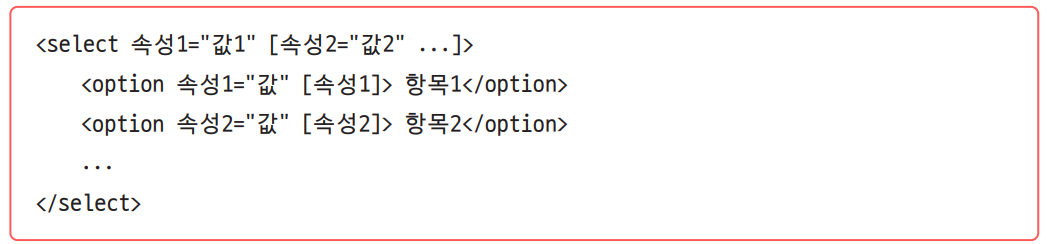 <select 속성1="값1" [속성2="값2" ...]>
<option 속성1="값" [속성1]> 항목1</option>
<option 속성2="값" [속성2]> 항목2</option>
...
</select>